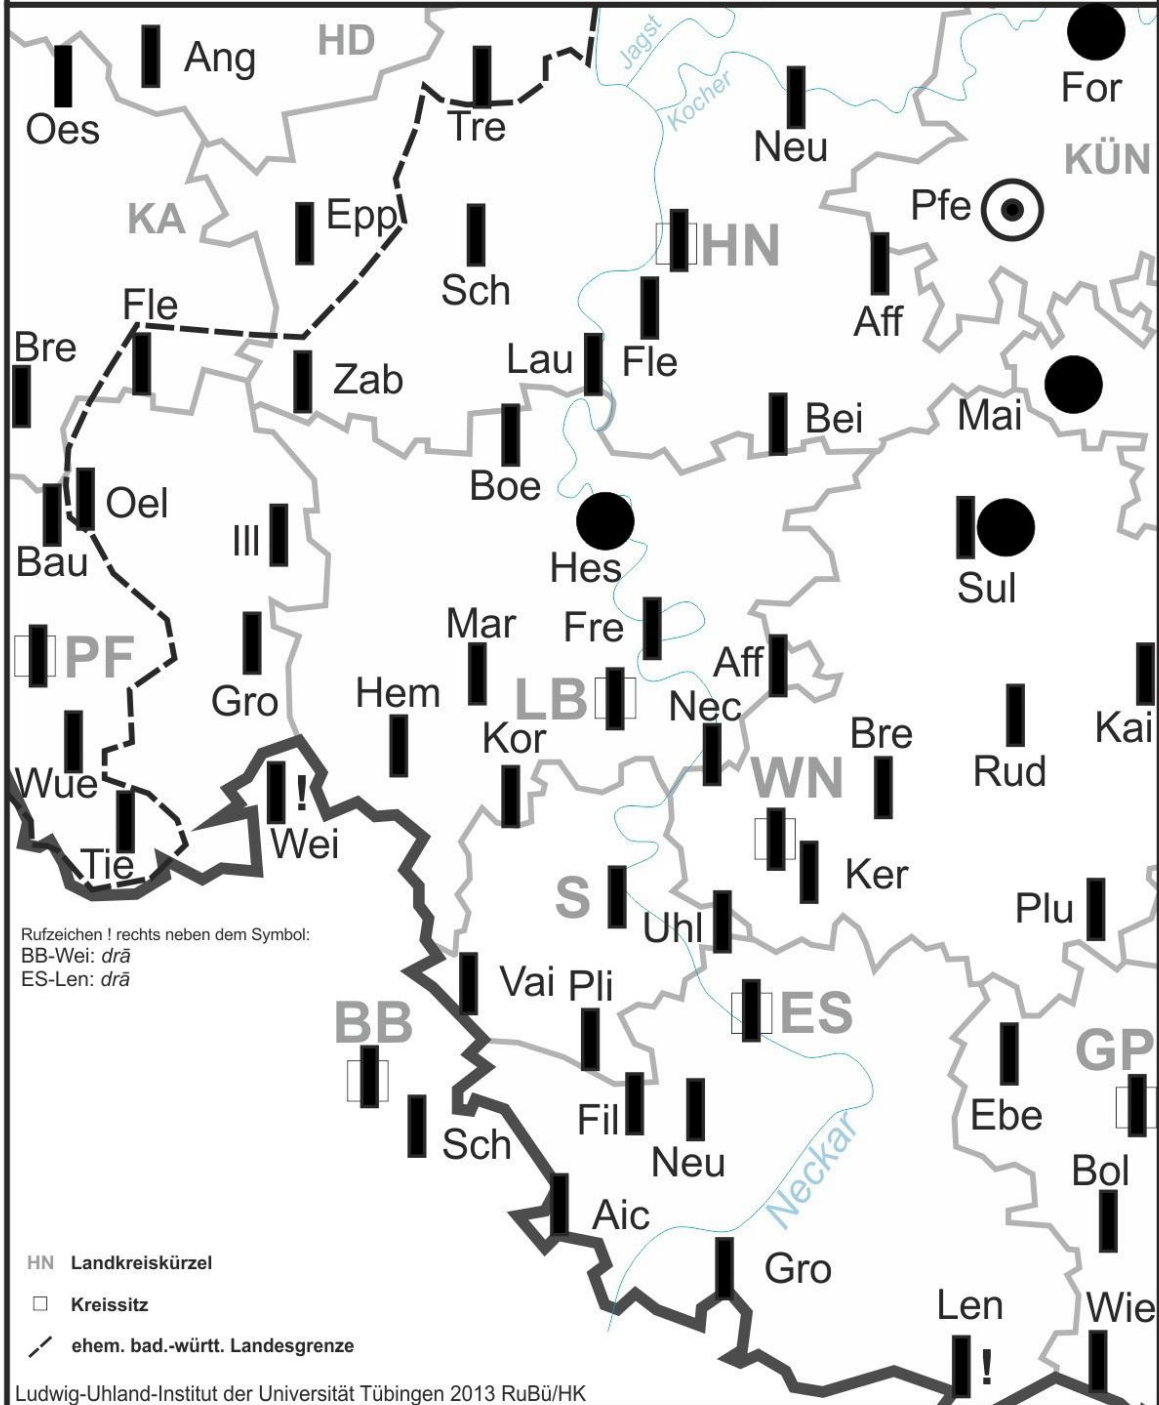 HD
Ang
Jagst
For
Oes
Tre
Kocher
Neu
KÜN
KA
Epp
Pfe
HN
Sch
Fle
Aff
Bre
Lau
Fle
Zab
Mai
Bei
Boe
Oel
Ill
Bau
Hes
Sul
Mar
Fre
PF
Aff
Gro
Hem
LB
Nec
Kai
Kor
Bre
Rud
Wue
WN
!
Wei
Tie
Ker
S
Plu
Uhl
Rufzeichen ! rechts neben dem Symbol:
BB-Wei: drā
ES-Len: drā
Vai
Pli
BB
ES
GP
Ebe
Fil
Sch
Neu
Neckar
Bol
Aic
HN Landkreiskürzel
Gro
Kreissitz
Len
Wie
ehem. bad.-württ. Landesgrenze
!
Ludwig-Uhland-Institut der Universität Tübingen 2013 RuBü/HK